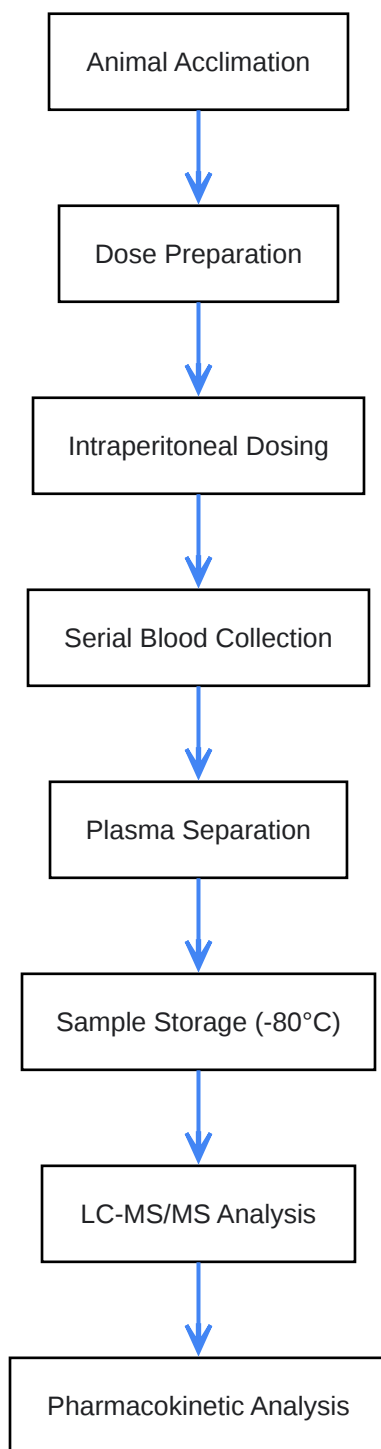 Animal Acclimation
Dose Preparation
Intraperitoneal Dosing
Serial Blood Collection
Plasma Separation
Sample Storage (-80°C)
LC-MS/MS Analysis
Pharmacokinetic Analysis